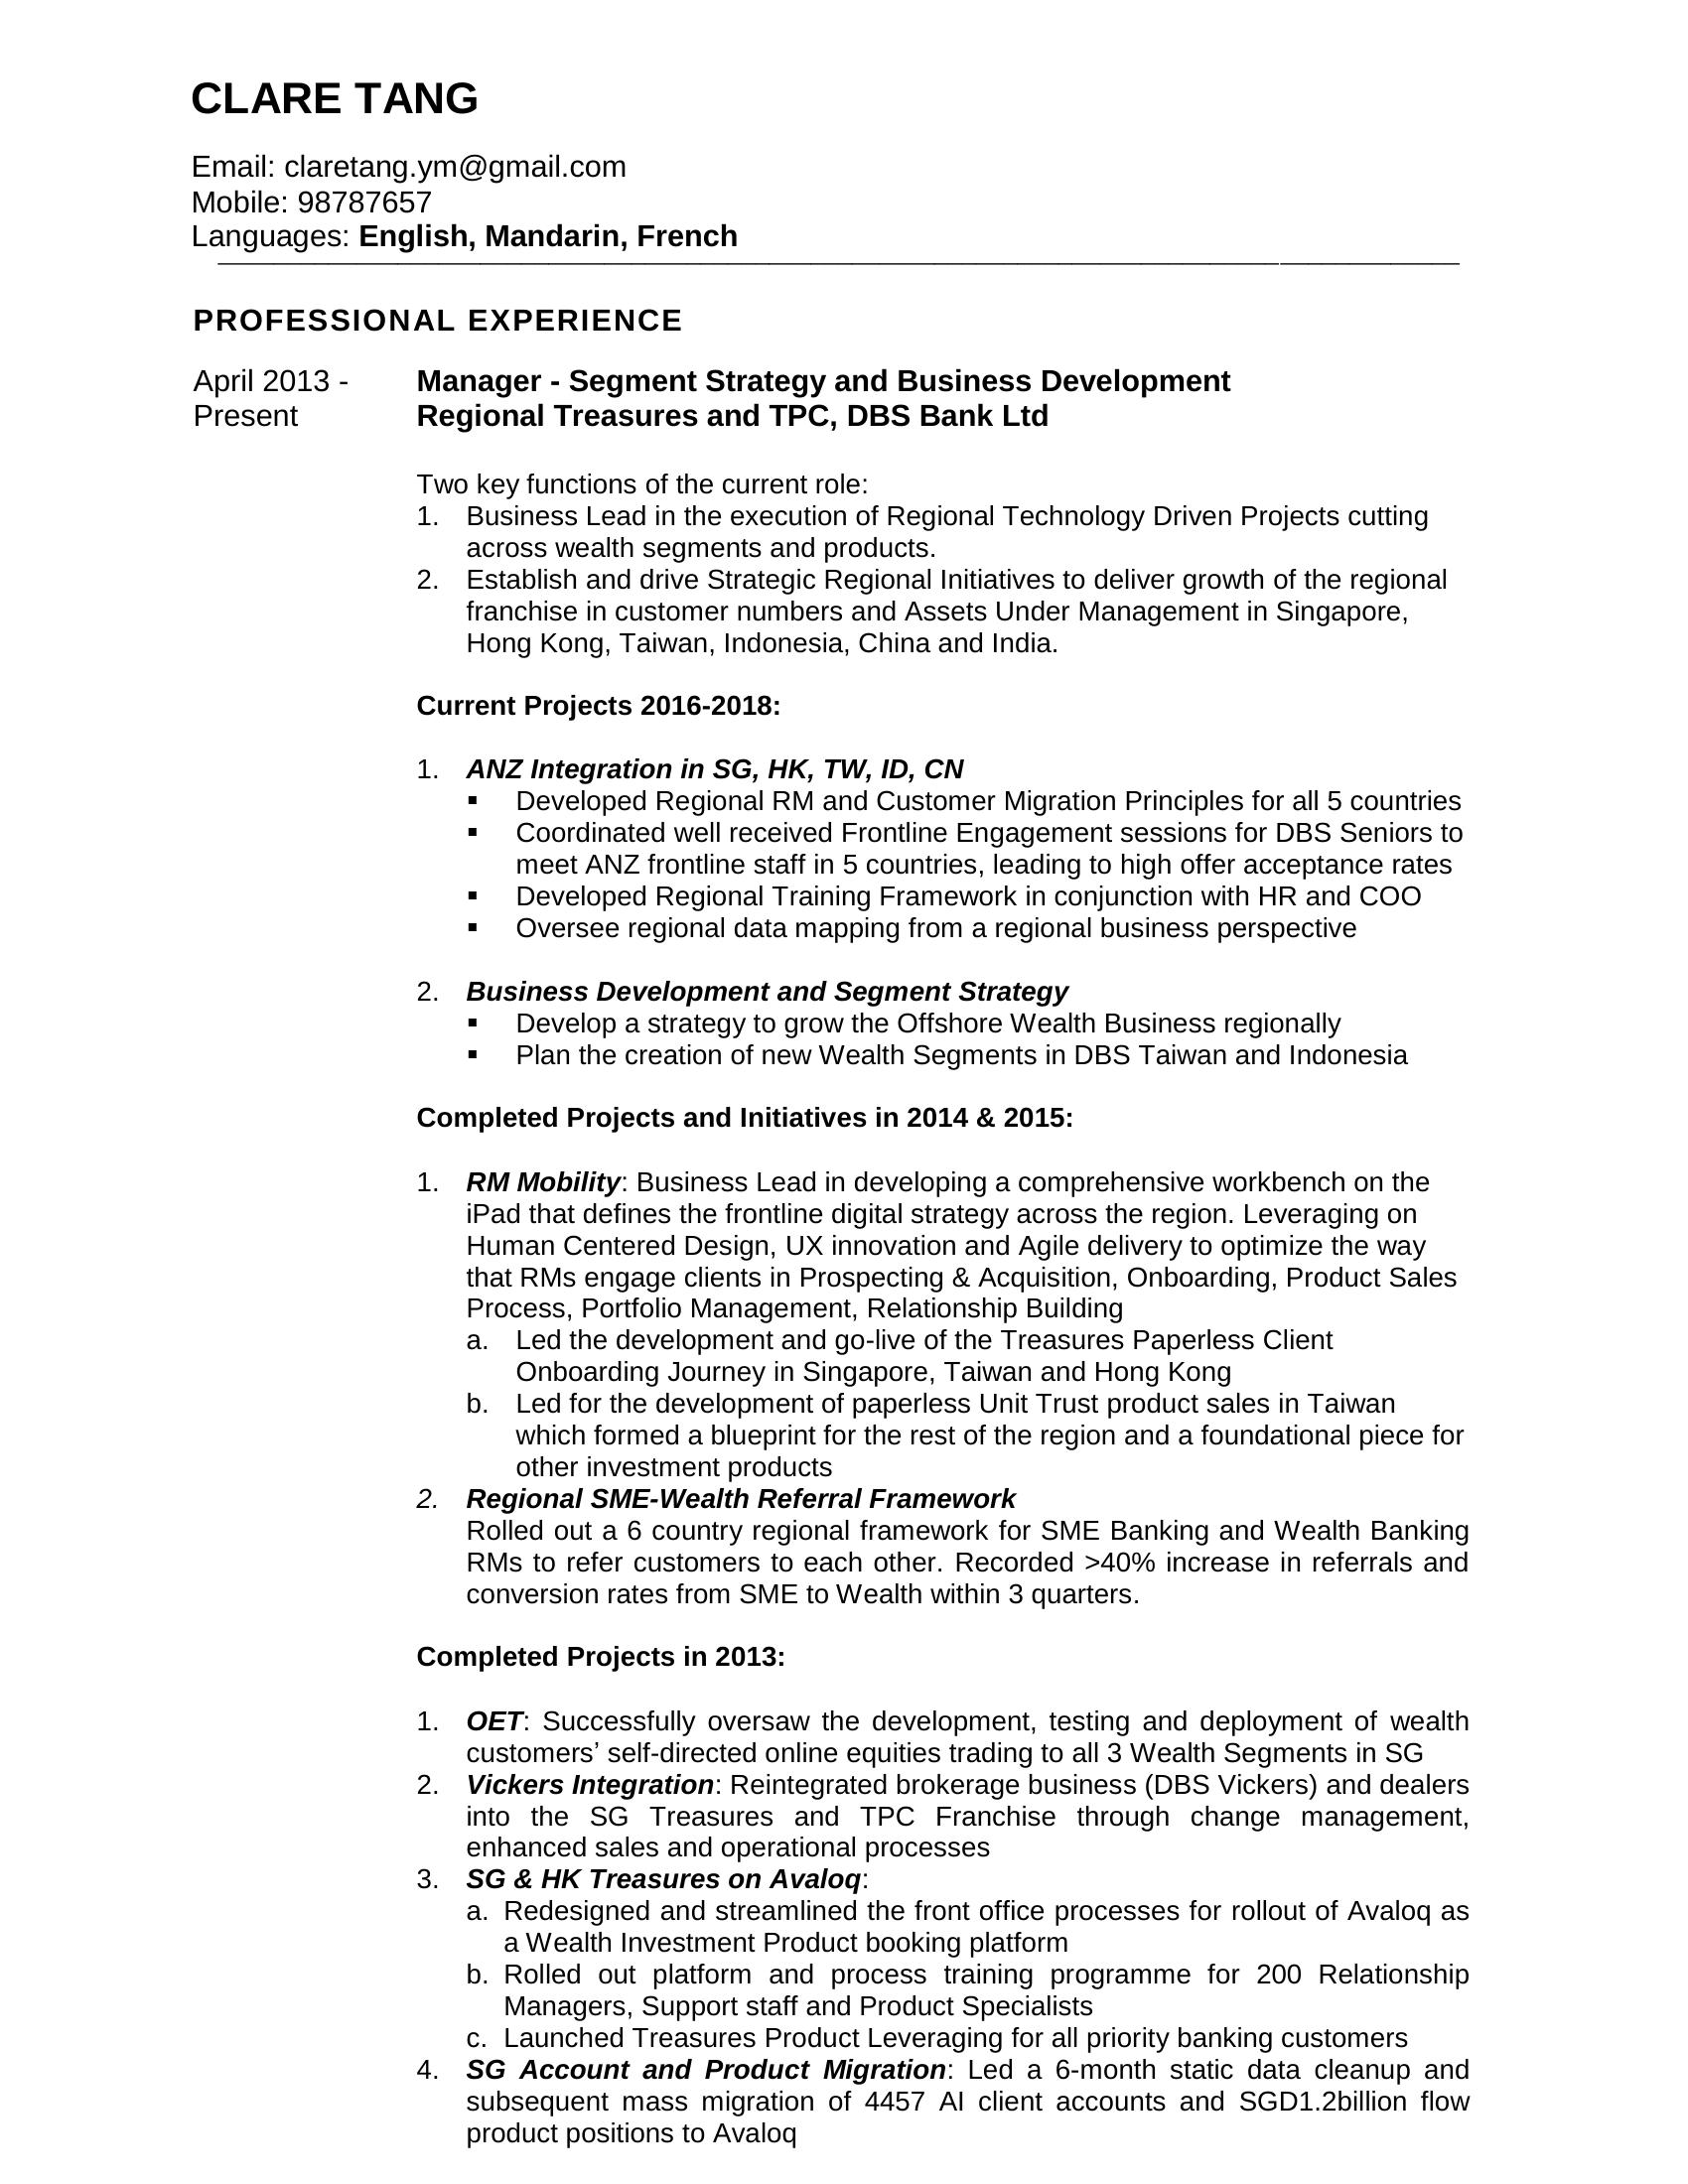 CLARE TANG
Email: claretang.ym@gmail.com
Mobile: 98787657
Languages: English, Mandarin, French
PROFESSIONAL EXPERIENCE
April 2013 -
Present
Manager - Segment Strategy and Business Development
Regional Treasures and TPC, DBS Bank Ltd
Two key functions of the current role:
1. Business Lead in the execution of Regional Technology Driven Projects cutting
across wealth segments and products.
2. Establish and drive Strategic Regional Initiatives to deliver growth of the regional
franchise in customer numbers and Assets Under Management in Singapore,
Hong Kong, Taiwan, Indonesia, China and India.
Current Projects 2016-2018:
1. ANZ Integration in SG, HK, TW, ID, CN
▪ Developed Regional RM and Customer Migration Principles for all 5 countries
▪ Coordinated well received Frontline Engagement sessions for DBS Seniors to
meet ANZ frontline staff in 5 countries, leading to high offer acceptance rates
▪ Developed Regional Training Framework in conjunction with HR and COO
▪ Oversee regional data mapping from a regional business perspective
2. Business Development and Segment Strategy
▪ Develop a strategy to grow the Offshore Wealth Business regionally
▪ Plan the creation of new Wealth Segments in DBS Taiwan and Indonesia
Completed Projects and Initiatives in 2014 & 2015:
1. RM Mobility: Business Lead in developing a comprehensive workbench on the
iPad that defines the frontline digital strategy across the region. Leveraging on
Human Centered Design, UX innovation and Agile delivery to optimize the way
that RMs engage clients in Prospecting & Acquisition, Onboarding, Product Sales
Process, Portfolio Management, Relationship Building
a. Led the development and go-live of the Treasures Paperless Client
Onboarding Journey in Singapore, Taiwan and Hong Kong
b. Led for the development of paperless Unit Trust product sales in Taiwan
which formed a blueprint for the rest of the region and a foundational piece for
other investment products
2. Regional SME-Wealth Referral Framework
Rolled out a 6 country regional framework for SME Banking and Wealth Banking
RMs to refer customers to each other. Recorded >40% increase in referrals and
conversion rates from SME to Wealth within 3 quarters.
Completed Projects in 2013:
1. OET: Successfully oversaw the development, testing and deployment of wealth
customers’ self-directed online equities trading to all 3 Wealth Segments in SG
2. Vickers Integration: Reintegrated brokerage business (DBS Vickers) and dealers
into the SG Treasures and TPC Franchise through change management,
enhanced sales and operational processes
3. SG & HK Treasures on Avaloq:
a. Redesigned and streamlined the front office processes for rollout of Avaloq as
a Wealth Investment Product booking platform
b. Rolled out platform and process training programme for 200 Relationship
Managers, Support staff and Product Specialists
c. Launched Treasures Product Leveraging for all priority banking customers
4. SG Account and Product Migration: Led a 6-month static data cleanup and
subsequent mass migration of 4457 AI client accounts and SGD1.2billion flow
product positions to Avaloq